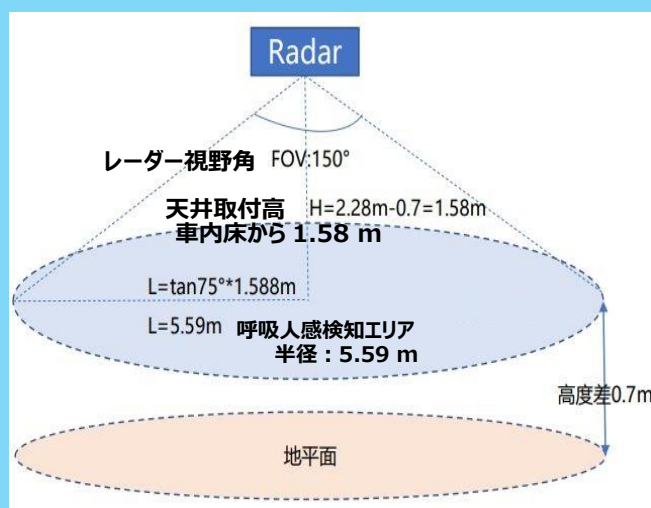 Radar
レーダー視野角 FOV:150°
天井取付高 H=2.28m-0.7=1.58m
車内床から 1.58 m
L=tan75°*1.588m
L=5.59m 呼吸人感検知エリア
半径：5.59 m
高度差0.7m
地平面